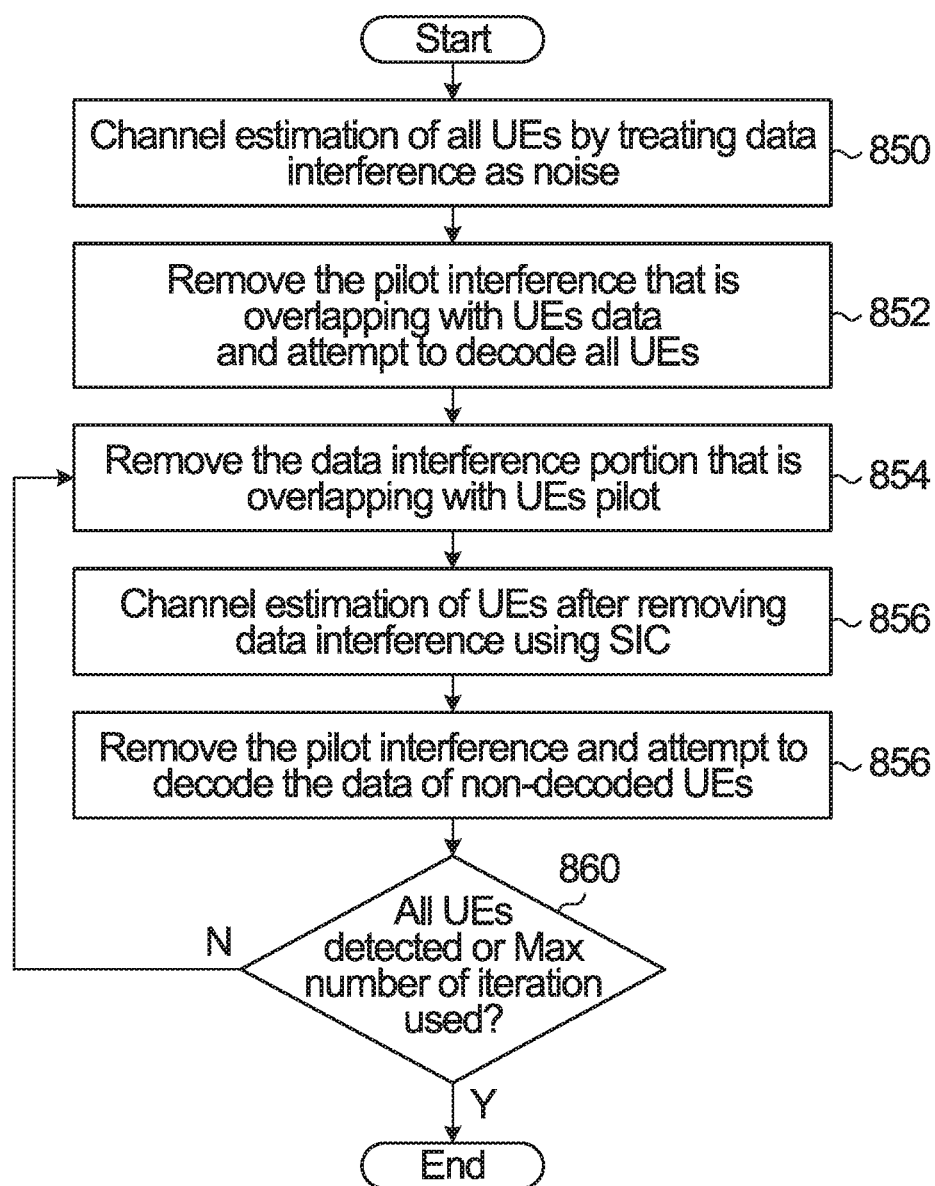 Start
Channel estimation of all UEs by treating data
interference as noise
850
Remove the pilot interference that is
overlapping with UEs data
and attempt to decode all UEs
852
Remove the data interference portion that is
overlapping with UEs pilot
854
Channel estimation of UEs after removing
data interference using SIC
856
Remove the pilot interference and attempt to
decode the data of non-decoded UEs
856
860
All UEs
detected or Max
number of iteration
used?
N
Y
End